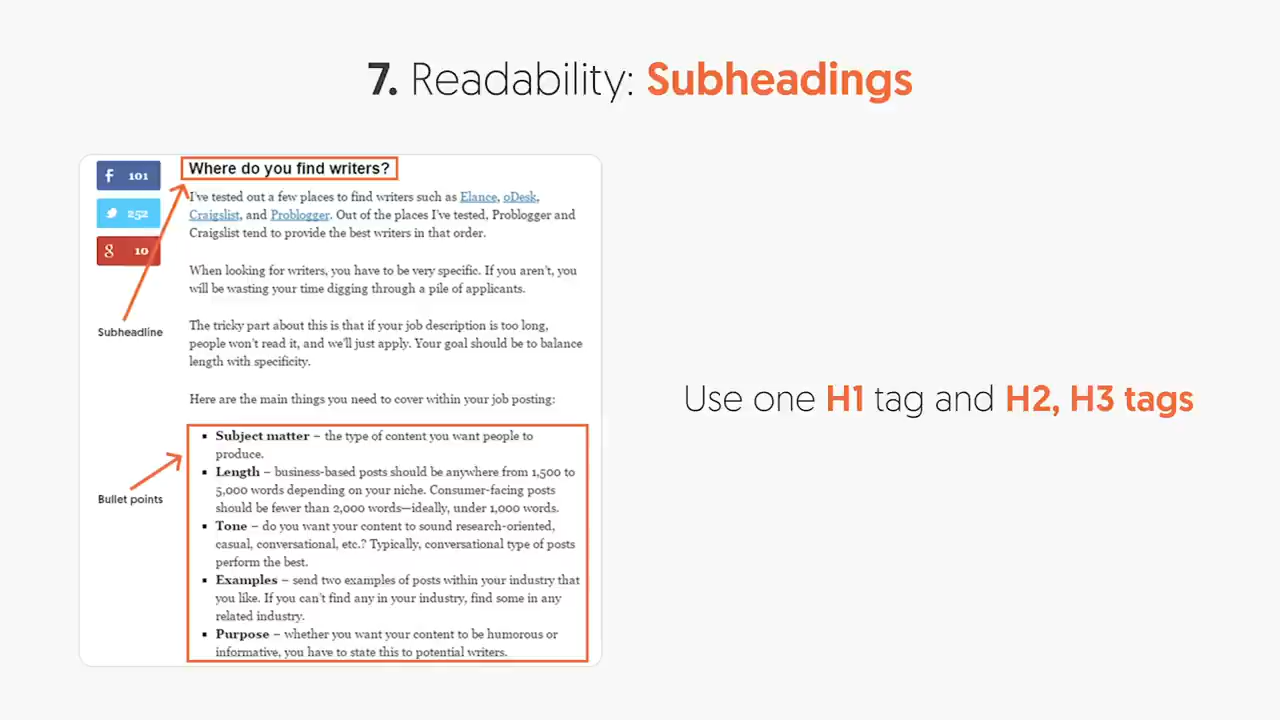 7. Readability: Subheadings
f 101
252
8 10
Subheadline
Bullet points
Where do you find writers?
I've tested out a few places to find writers such as Elance, oDesk,
Craigslist, and Problogger. Out of the places I've tested, Problogger and
Craigslist tend to provide the best writers in that order.
When looking for writers, you have to be very specific. If you aren't, you
will be wasting your time digging through a pile of applicants.
The tricky part about this is that if your job description is too long,
people won't read it, and we'll just apply. Your goal should be to balance
length with specificity.
Here are the main things you need to cover within your job posting:
▪ Subject matter – the type of content you want people to
produce.
▪ Length – business-based posts should be anywhere from 1,500 to
5,000 words depending on your niche. Consumer-facing posts
should be fewer than 2,000 words—ideally, under 1,000 words.
▪ Tone – do you want your content to sound research-oriented,
casual, conversational, etc.? Typically, conversational type of posts
perform the best.
▪ Examples – send two examples of posts within your industry that
you like. If you can't find any in your industry, find some in any
related industry.
▪ Purpose – whether you want your content to be humorous or
informative, you have to state this to potential writers.
Use one H1 tag and H2, H3 tags